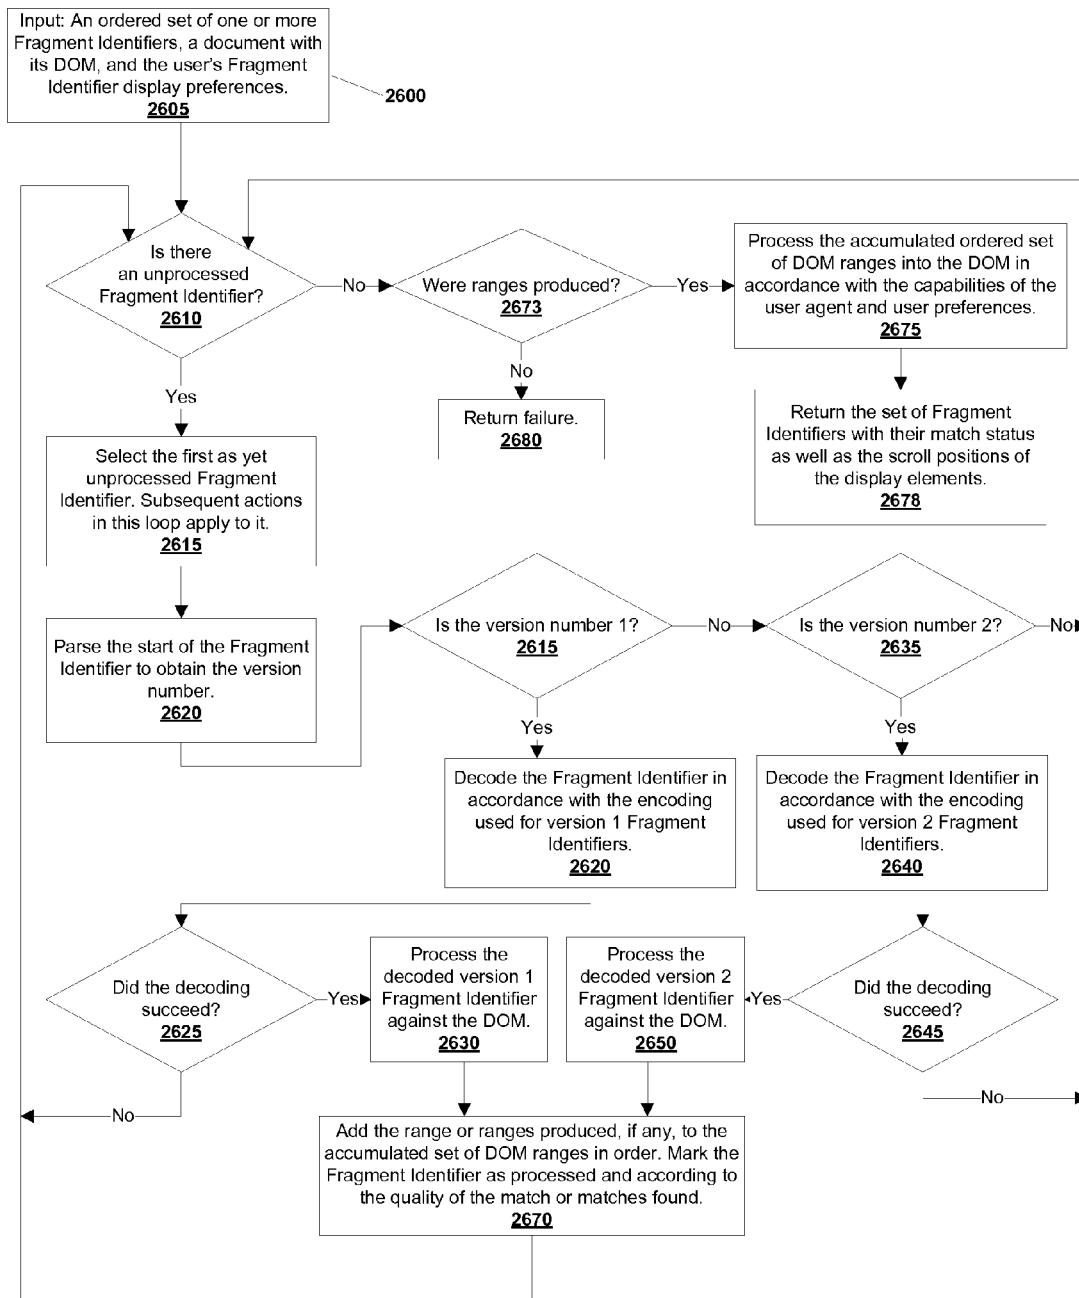 Input: An ordered set of one or more
Fragment Identifiers, a document with
its DOM, and the user's Fragment
Identifier display preferences.
2605
2600
Is there
an unprocessed
Fragment Identifier?
2610
No
Were ranges produced?
2673
Yes
Process the accumulated ordered set
of DOM ranges into the DOM in
accordance with the capabilities of the
user agent and user preferences.
2675
Yes
No
Return failure.
2680
Return the set of Fragment
Identifiers with their match status
as well as the scroll positions of
the display elements.
2678
Select the first as yet
unprocessed Fragment
Identifier. Subsequent actions
in this loop apply to it.
2615
Parse the start of the Fragment
Identifier to obtain the version
number.
2620
Is the version number 1?
2615
No
Is the version number 2?
2635
No
Yes
Yes
Decode the Fragment Identifier in
accordance with the encoding
used for version 1 Fragment
Identifiers.
2620
Decode the Fragment Identifier in
accordance with the encoding
used for version 2 Fragment
Identifiers.
2640
Did the decoding
succeed?
2625
Yes
Process the
decoded version 1
Fragment Identifier
against the DOM.
2630
Process the
decoded version 2
Fragment Identifier
against the DOM.
2650
Yes
Did the decoding
succeed?
2645
No
No
Add the range or ranges produced, if any, to the
accumulated set of DOM ranges in order. Mark the
Fragment Identifier as processed and according to
the quality of the match or matches found.
2670